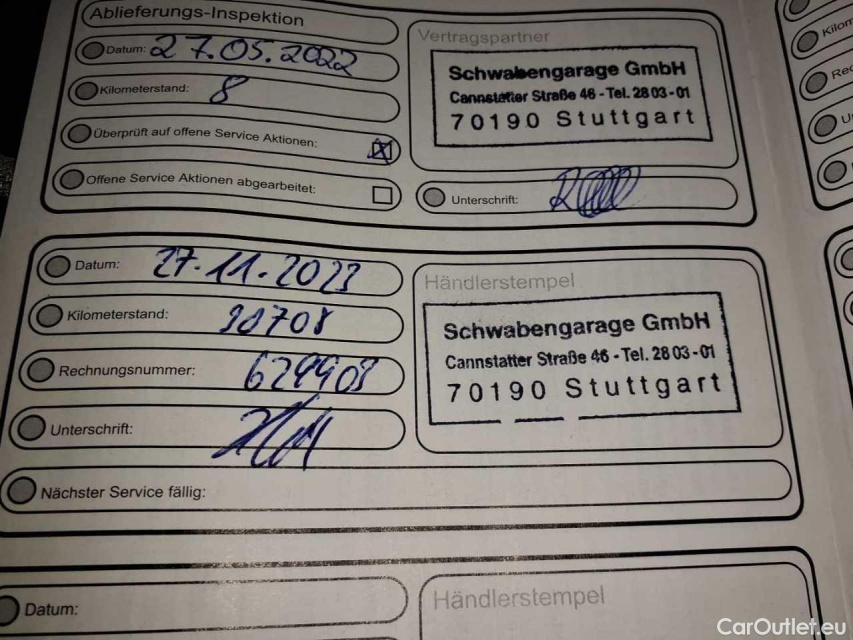 Ablieferungs-Inspektion
Datum: 27.05.2022
Kilometerstand: 8
Überprüft auf offene Service Aktionen:
Offene Service Aktionen abgearbeitet:
Vertragspartner
Schwabengarage GmbH
Cannstatter Straße 46 - Tel. 28 03-01
70190 Stuttgart
Unterschrift:
Datum: 27.11.2023
Kilometerstand:
Rechnungsnummer:
Unterschrift:
Händlerstempel
Schwabengarage GmbH
Cannstatter Straße 46 - Tel. 28 03-01
70190 Stuttgart
Nächster Service fällig:
Datum:
Händlerstempel
Kilom
Rec
CarOutlet.eu